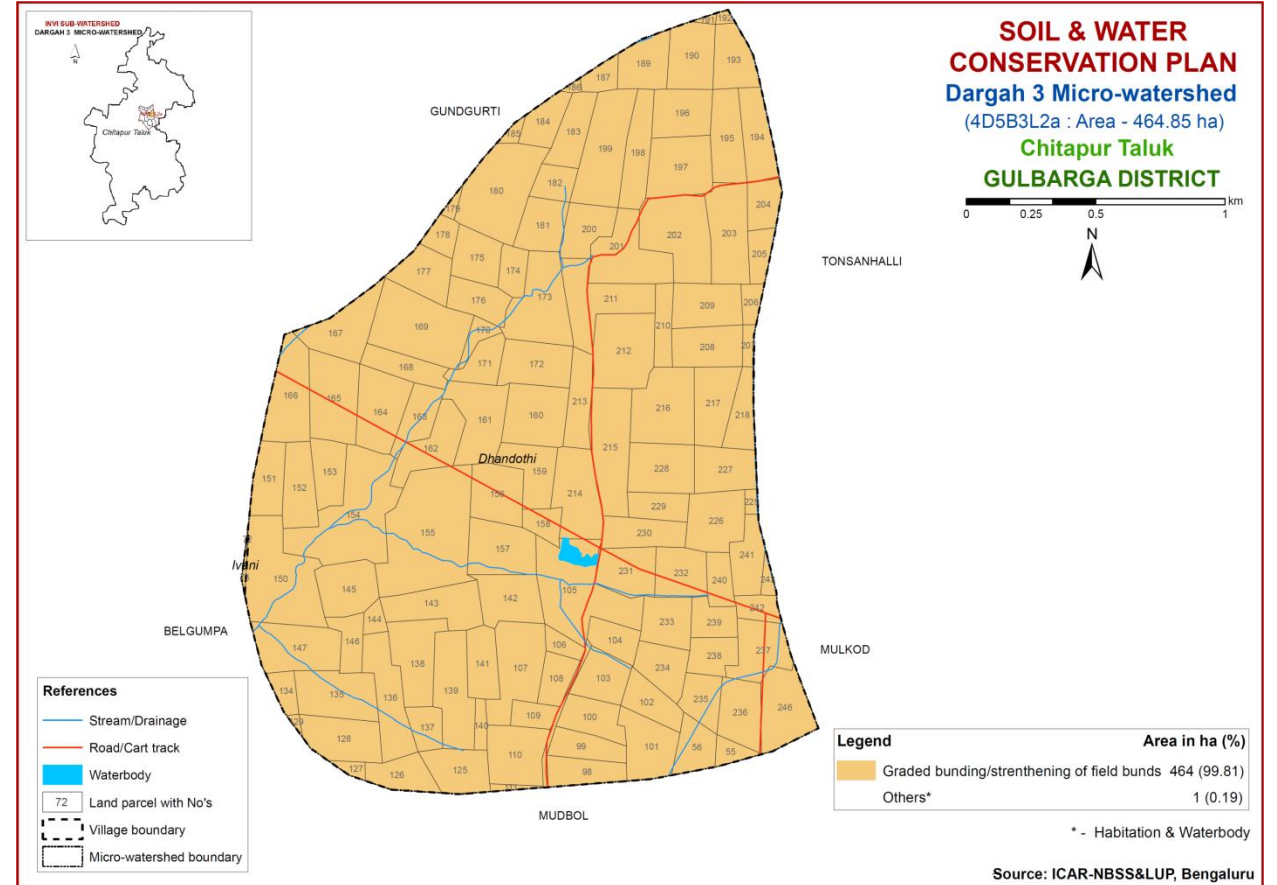 INVI SUB-WATERSHED
DARGAH 3 MICRO-WATERSHED
N
Chitapur Taluk
SOIL & WATER
CONSERVATION PLAN
Dargah 3 Micro-watershed
(4D5B3L2a : Area - 464.85 ha)
Chitapur Taluk
GULBARGA DISTRICT
km
0 0.25 0.5 1
N
GUNDGURTI
TONSANHALLI
BELGUMPA
MULKOD
MUDBOL
Dhandothi
Ivani
191 192
189 190 193
187
186
184 196
185 183 195 194
199 198 197
180 182
179 204
181 200 202 203
178 201
175 205
177 174
176 173 211 209 206
167 169 170 210
212 208 207
168 171 172
166 165 213
164 163 161 160 216 217 218
162 215
159 228 227
151 153 156 214
152 229 225
154 158 226
155 230
157 241
231 232
150 240 243
145 105
143 142 242
144 233 239
147 146 106 104 237
138 141 107 234 238
108 103
134 135 136 139 102 235 236 246
129 109 100
137 140
128 99 101 56 55
127 126 125 110 98
111
References
Stream/Drainage
Road/Cart track
Waterbody
72 Land parcel with No's
Village boundary
Micro-watershed boundary
Legend Area in ha (%)
Graded bunding/strenthening of field bunds 464 (99.81)
Others* 1 (0.19)
* - Habitation & Waterbody
Source: ICAR-NBSS&LUP, Bengaluru